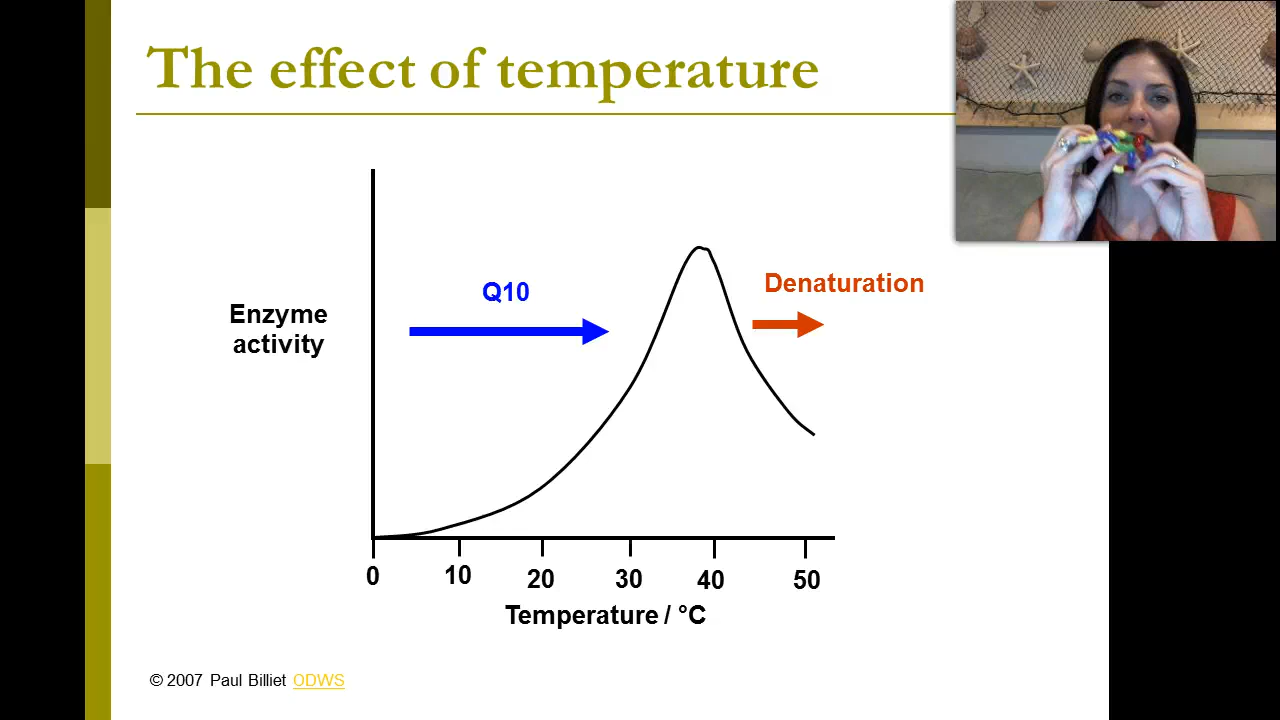 The effect of temperature
Q10
Denaturation
Enzyme
activity
0 10 20 30 40 50
Temperature / °C
© 2007 Paul Billiet ODWS